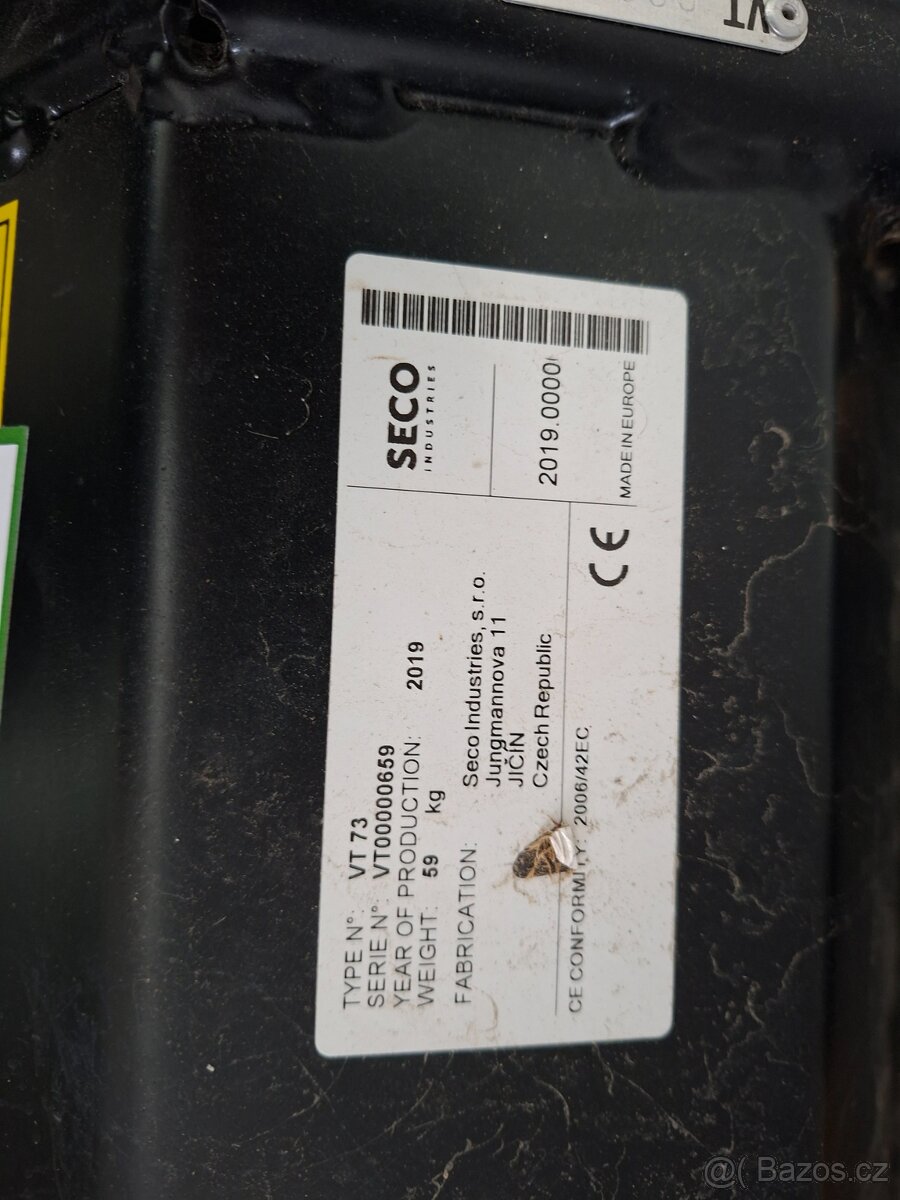 VT
SECO
INDUSTRIES
2019.0000
MADE IN EUROPE
TYPE N°: VT 73
SERIE N°: VT00000659
YEAR OF PRODUCTION: 2019
WEIGHT: 59 kg
FABRICATION: Seco Industries, s.r.o.
Jungmannova 11
JIČÍN
Czech Republic
CE CONFORMITY: 2006/42EC
CE
@( Bazos.cz